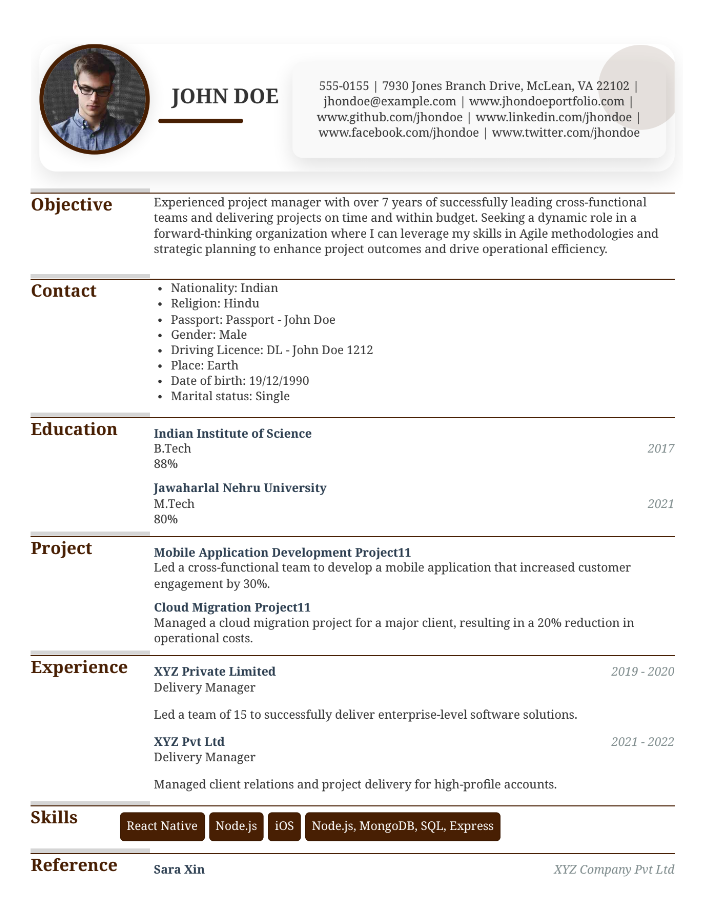 JOHN DOE
555-0155 | 7930 Jones Branch Drive, McLean, VA 22102 |
jhondoe@example.com | www.jhondoeportfolio.com |
www.github.com/jhondoe | www.linkedin.com/jhondoe |
www.facebook.com/jhondoe | www.twitter.com/jhondoe
Objective
Experienced project manager with over 7 years of successfully leading cross-functional
teams and delivering projects on time and within budget. Seeking a dynamic role in a
forward-thinking organization where I can leverage my skills in Agile methodologies and
strategic planning to enhance project outcomes and drive operational efficiency.
Contact
• Nationality: Indian
• Religion: Hindu
• Passport: Passport - John Doe
• Gender: Male
• Driving Licence: DL - John Doe 1212
• Place: Earth
• Date of birth: 19/12/1990
• Marital status: Single
Education
Indian Institute of Science
B.Tech 2017
88%
Jawaharlal Nehru University
M.Tech 2021
80%
Project
Mobile Application Development Project11
Led a cross-functional team to develop a mobile application that increased customer
engagement by 30%.
Cloud Migration Project11
Managed a cloud migration project for a major client, resulting in a 20% reduction in
operational costs.
Experience
XYZ Private Limited 2019 - 2020
Delivery Manager
Led a team of 15 to successfully deliver enterprise-level software solutions.
XYZ Pvt Ltd 2021 - 2022
Delivery Manager
Managed client relations and project delivery for high-profile accounts.
Skills
React Native Node.js iOS Node.js, MongoDB, SQL, Express
Reference
Sara Xin XYZ Company Pvt Ltd